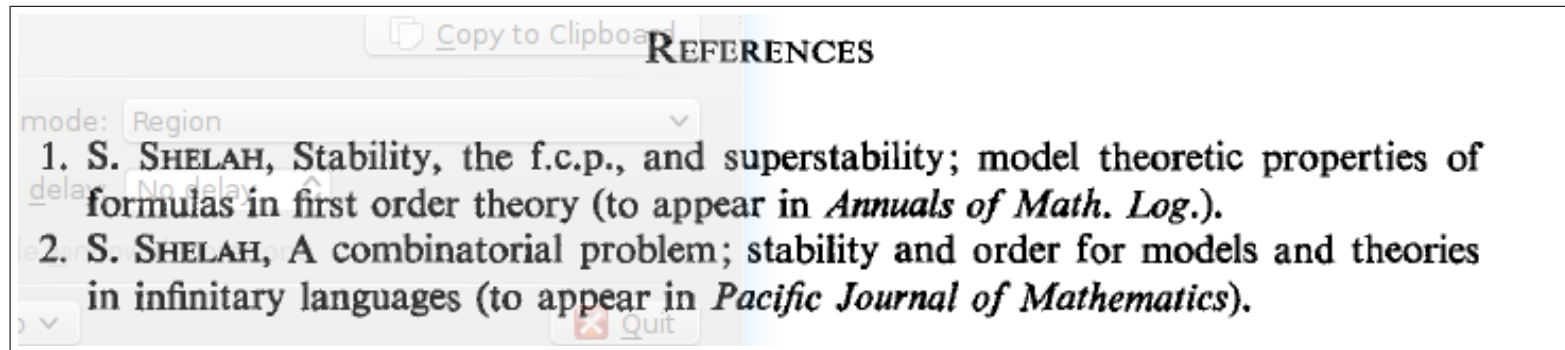 Copy to Clipboard
REFERENCES
mode: Region
1. S. SHELAH, Stability, the f.c.p., and superstability; model theoretic properties of
delay: No delay
formulas in first order theory (to appear in Annuals of Math. Log.).
2. S. SHELAH, A combinatorial problem; stability and order for models and theories
in infinitary languages (to appear in Pacific Journal of Mathematics).
Quit